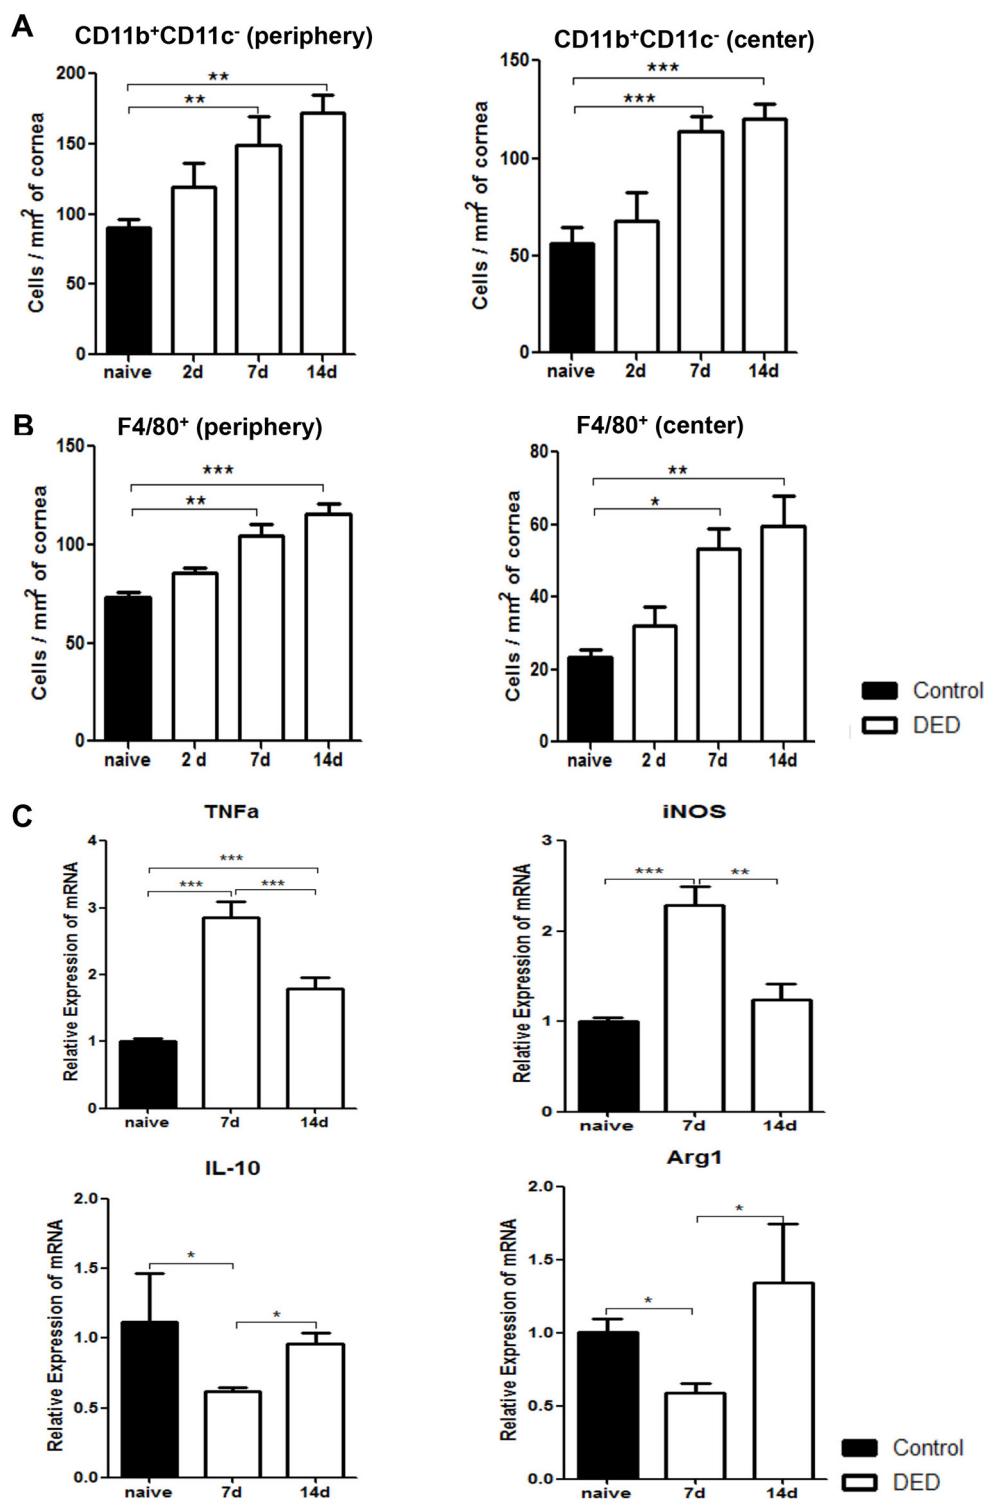 A
CD11b⁺CD11c⁻ (periphery)
Cells / mm² of cornea
200
150
100
50
0
**
**
naive 2d 7d 14d
CD11b⁺CD11c⁻ (center)
Cells / mm² of cornea
150
100
50
0
***
***
naive 2d 7d 14d
B
F4/80⁺ (periphery)
Cells / mm² of cornea
150
100
50
0
***
**
naive 2 d 7d 14d
F4/80⁺ (center)
Cells / mm² of cornea
80
60
40
20
0
**
*
naive 2 d 7d 14d
Control
DED
C
TNFa
Relative Expression of mRNA
4
3
2
1
0
***
*** ***
naive 7d 14d
iNOS
Relative Expression of mRNA
3
2
1
0
*** **
naive 7d 14d
IL-10
Relative Expression of mRNA
2.0
1.5
1.0
0.5
0.0
*
*
naive 7d 14d
Arg1
Relative Expression of mRNA
2.0
1.5
1.0
0.5
0.0
*
*
naive 7d 14d
Control
DED